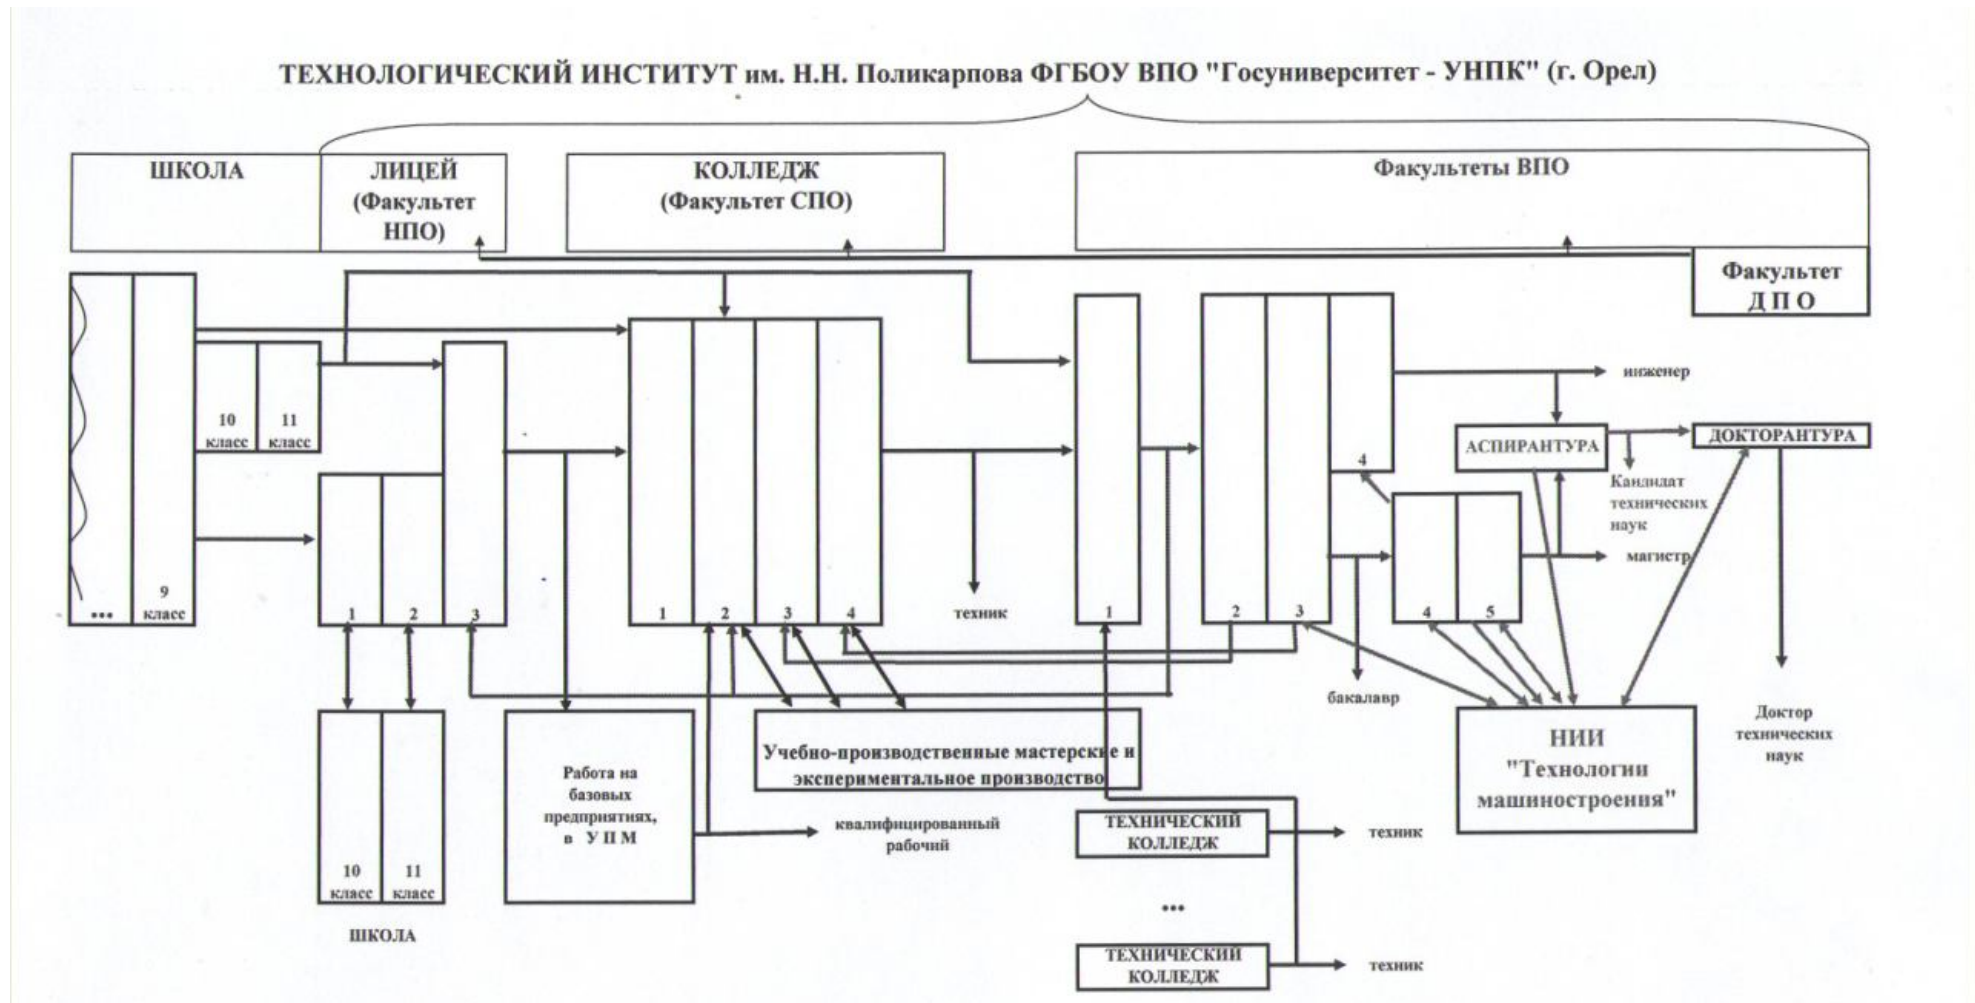 ТЕХНОЛОГИЧЕСКИЙ ИНСТИТУТ им. Н.Н. Поликарпова ФГБОУ ВПО "Госуниверситет - УНПК" (г. Орел)
ШКОЛА
ЛИЦЕЙ
(Факультет
НПО)
КОЛЛЕДЖ
(Факультет СПО)
Факультеты ВПО
Факультет
Д П О
10
класс
11
класс
...
9
класс
1
2
3
1
2
3
4
техник
1
2
3
4
4
5
инженер
АСПИРАНТУРА
ДОКТОРАНТУРА
Кандидат
технических
наук
магистр
бакалавр
Доктор
технических
наук
10
класс
11
класс
ШКОЛА
Работа на
базовых
предприятиях,
в У П М
квалифицированный
рабочий
Учебно-производственные мастерские и
экспериментальное производство
ТЕХНИЧЕСКИЙ
КОЛЛЕДЖ
техник
...
ТЕХНИЧЕСКИЙ
КОЛЛЕДЖ
техник
НИИ
"Технологии
машиностроения"